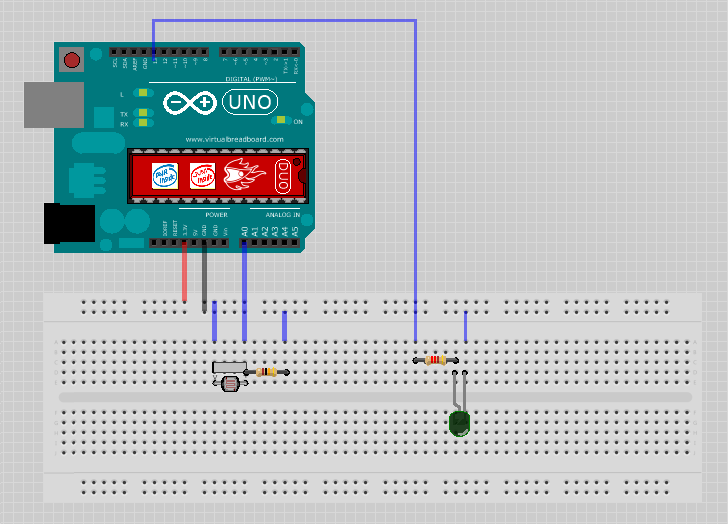 SCL
SDA
AREF
GND
12
~11
~10
~9
8
7
~6
~5
4
~3
2
TX→1
RX←0
DIGITAL (PWM~)
L
TX
RX
UNO
ON
www.virtualbreadboard.com
DUO
POWER
ANALOG IN
IOREF
RESET
3.3V
5V
GND
GND
Vin
A0
A1
A2
A3
A4
A5